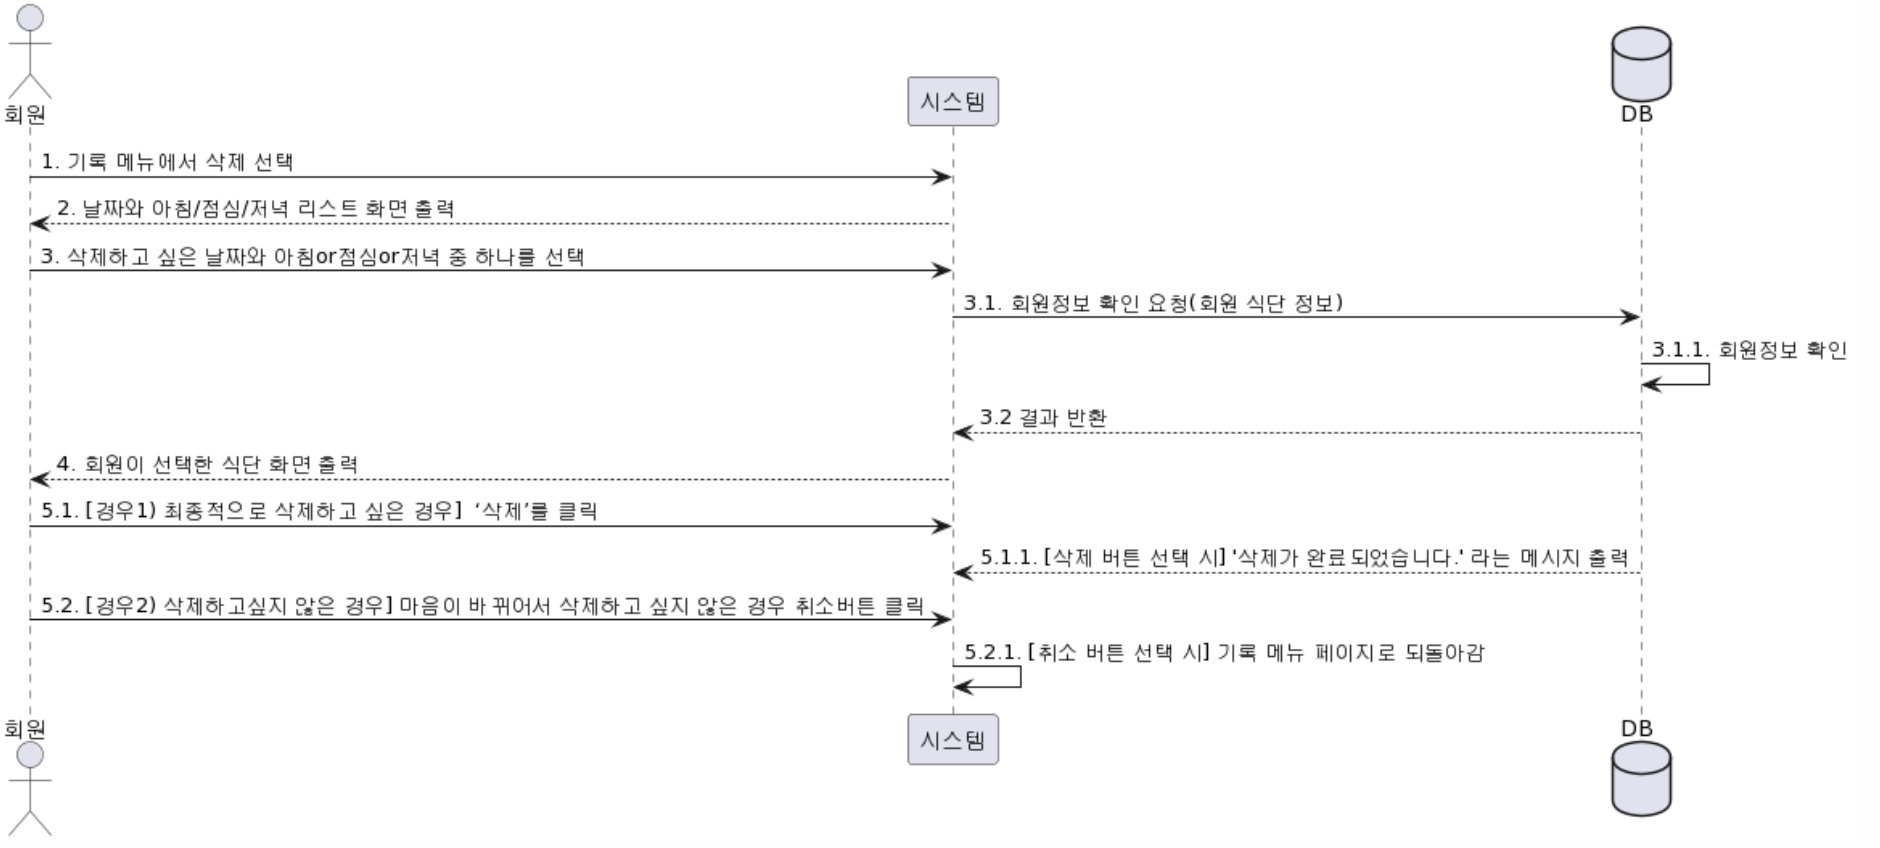 회원
시스템
DB
1. 기록 메뉴에서 삭제 선택
2. 날짜와 아침/점심/저녁 리스트 화면 출력
3. 삭제하고 싶은 날짜와 아침or점심or저녁 중 하나를 선택
3.1. 회원정보 확인 요청(회원 식단 정보)
3.1.1. 회원정보 확인
3.2 결과 반환
4. 회원이 선택한 식단 화면 출력
5.1. [경우1) 최종적으로 삭제하고 싶은 경우] ‘삭제’를 클릭
5.1.1. [삭제 버튼 선택 시] '삭제가 완료되었습니다.' 라는 메시지 출력
5.2. [경우2) 삭제하고싶지 않은 경우] 마음이 바뀌어서 삭제하고 싶지 않은 경우 취소버튼 클릭
5.2.1. [취소 버튼 선택 시] 기록 메뉴 페이지로 되돌아감
회원
시스템
DB